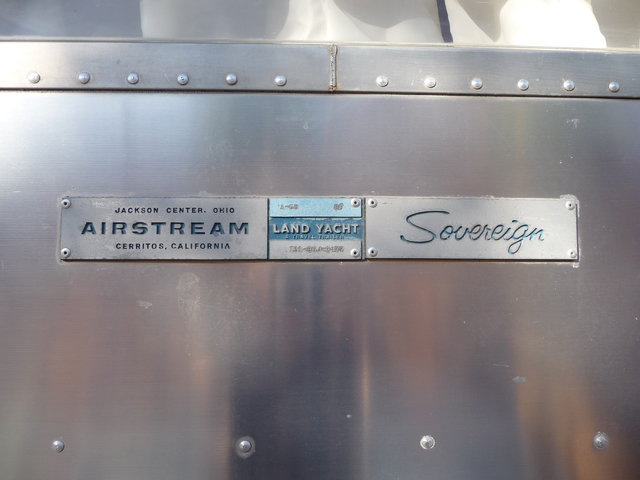 JACKSON CENTER, OHIO
AIRSTREAM
CERRITOS, CALIFORNIA
LAND YACHT
Sovereign